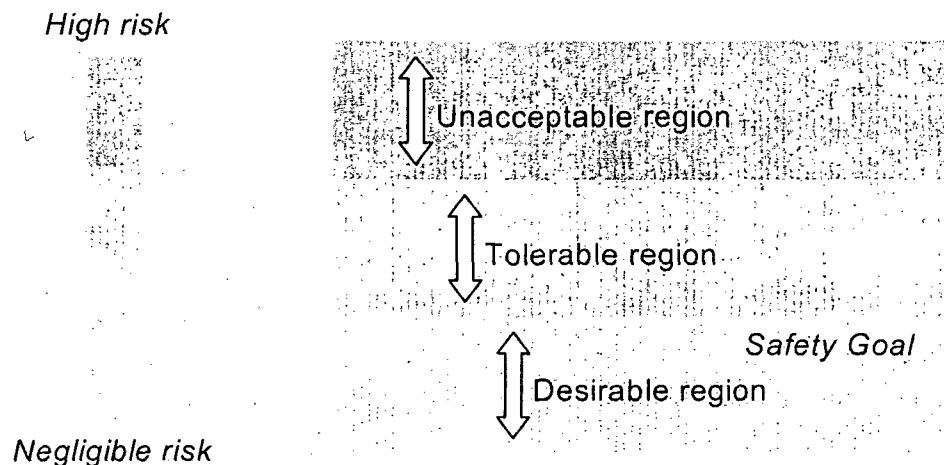 High risk
Unacceptable region
Tolerable region
Safety Goal
Desirable region
Negligible risk